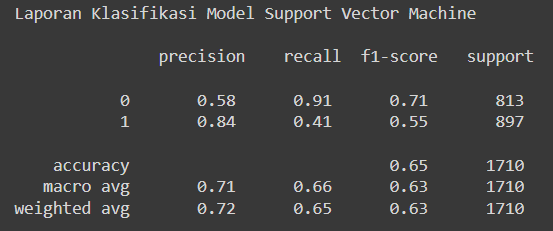 Laporan Klasifikasi Model Support Vector Machine
precision recall f1-score support
0 0.58 0.91 0.71 813
1 0.84 0.41 0.55 897
accuracy 0.65 1710
macro avg 0.71 0.66 0.63 1710
weighted avg 0.72 0.65 0.63 1710